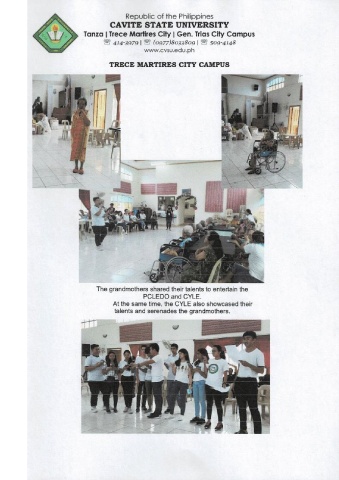 Republic of the Philippines
CAVITE STATE UNIVERSITY
Tanza | Trece Martires City | Gen. Trias City Campus
☏ 414-3979 | ☏ (0977)8033809 | ☏ 509-4148
www.cvsu.edu.ph
TRECE MARTIRES CITY CAMPUS
The grandmothers shared their talents to entertain the
PCLEDO and CYLE.
At the same time, the CYLE also showcased their
talents and serenades the grandmothers.